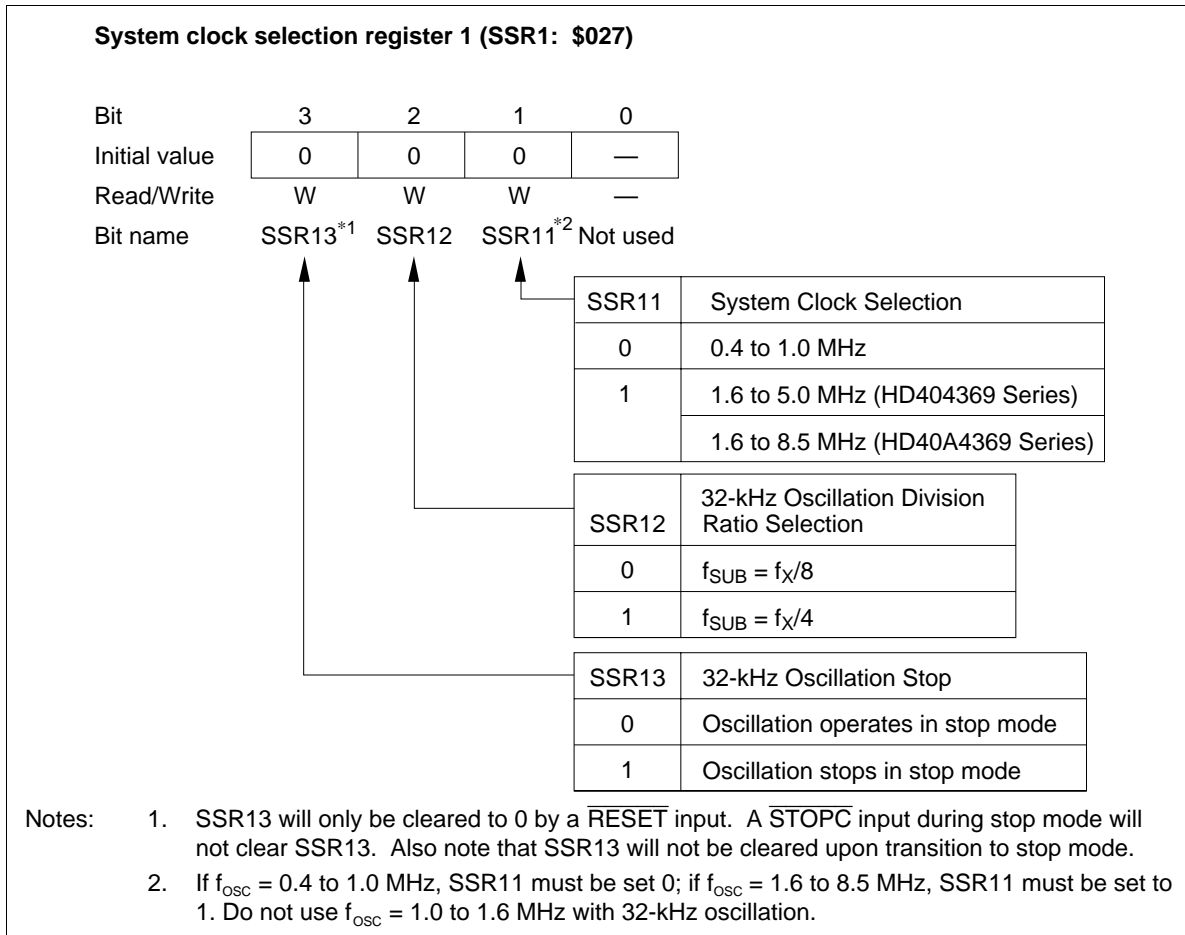 System clock selection register 1 (SSR1: $027)
Bit 3 2 1 0
Initial value 0 0 0 —
Read/Write W W W —
Bit name SSR13*1 SSR12 SSR11*2 Not used
SSR11 System Clock Selection
0 0.4 to 1.0 MHz
1 1.6 to 5.0 MHz (HD404369 Series)
1.6 to 8.5 MHz (HD40A4369 Series)
32-kHz Oscillation Division
SSR12 Ratio Selection
0 fSUB = fX/8
1 fSUB = fX/4
SSR13 32-kHz Oscillation Stop
0 Oscillation operates in stop mode
1 Oscillation stops in stop mode
Notes: 1. SSR13 will only be cleared to 0 by a RESET input. A STOPC input during stop mode will
not clear SSR13. Also note that SSR13 will not be cleared upon transition to stop mode.
2. If fOSC = 0.4 to 1.0 MHz, SSR11 must be set 0; if fOSC = 1.6 to 8.5 MHz, SSR11 must be set to
1. Do not use fOSC = 1.0 to 1.6 MHz with 32-kHz oscillation.